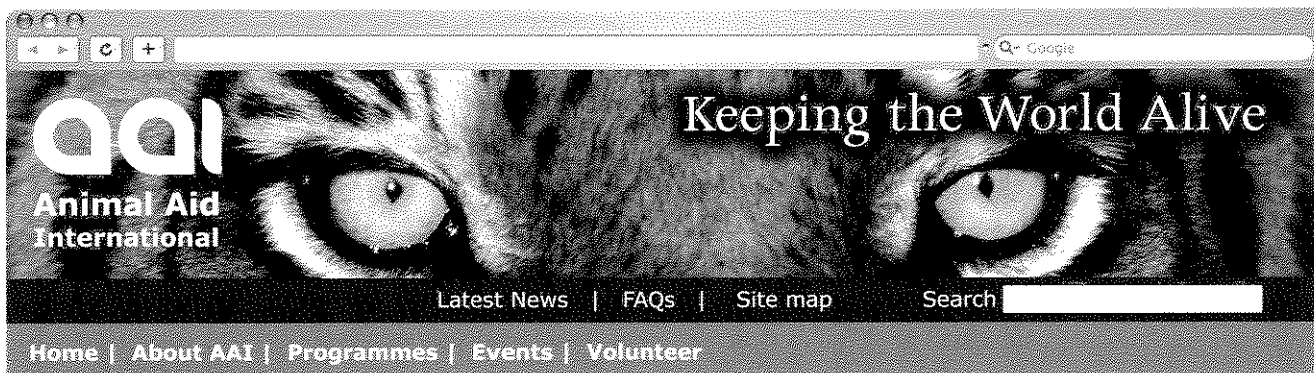 Google
Keeping the World Alive
aai
Animal Aid
International
Latest News | FAQs | Site map Search
Home | About AAI | Programmes | Events | Volunteer